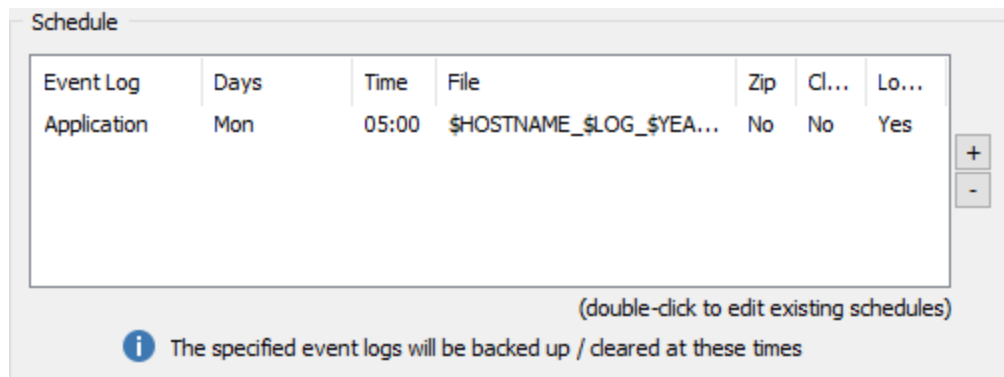 Schedule
Event Log Days Time File Zip Cl... Lo...
Application Mon 05:00 $HOSTNAME_$LOG_$YEA... No No Yes
+
-
(double-click to edit existing schedules)
i The specified event logs will be backed up / cleared at these times